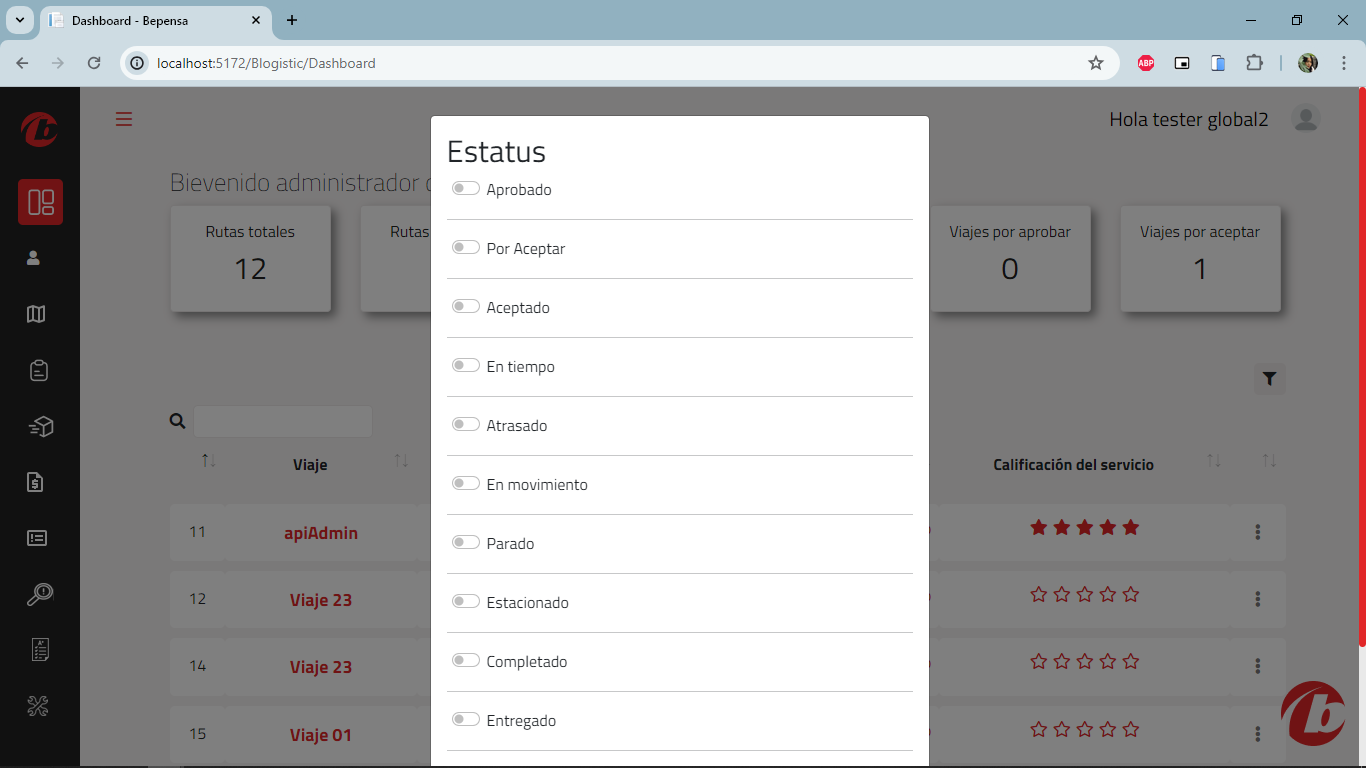 Dashboard - Bepensa
localhost:5172/Blogistic/Dashboard
ABP
b
Hola tester global2
Bievenido administrador
Rutas totales
12
Rutas
Viajes por aprobar
0
Viajes por aceptar
1
Estatus
Aprobado
Por Aceptar
Aceptado
En tiempo
Atrasado
En movimiento
Parado
Estacionado
Completado
Entregado
Viaje
Calificación del servicio
11
apiAdmin
12
Viaje 23
14
Viaje 23
15
Viaje 01
b